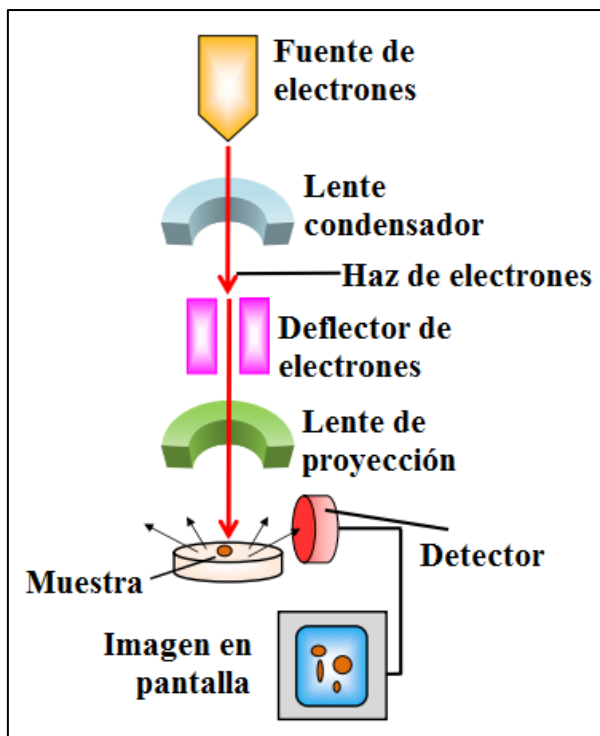 Fuente de
electrones
Lente
condensador
Haz de electrones
Deflector de
electrones
Lente de
proyección
Detector
Muestra
Imagen en
pantalla